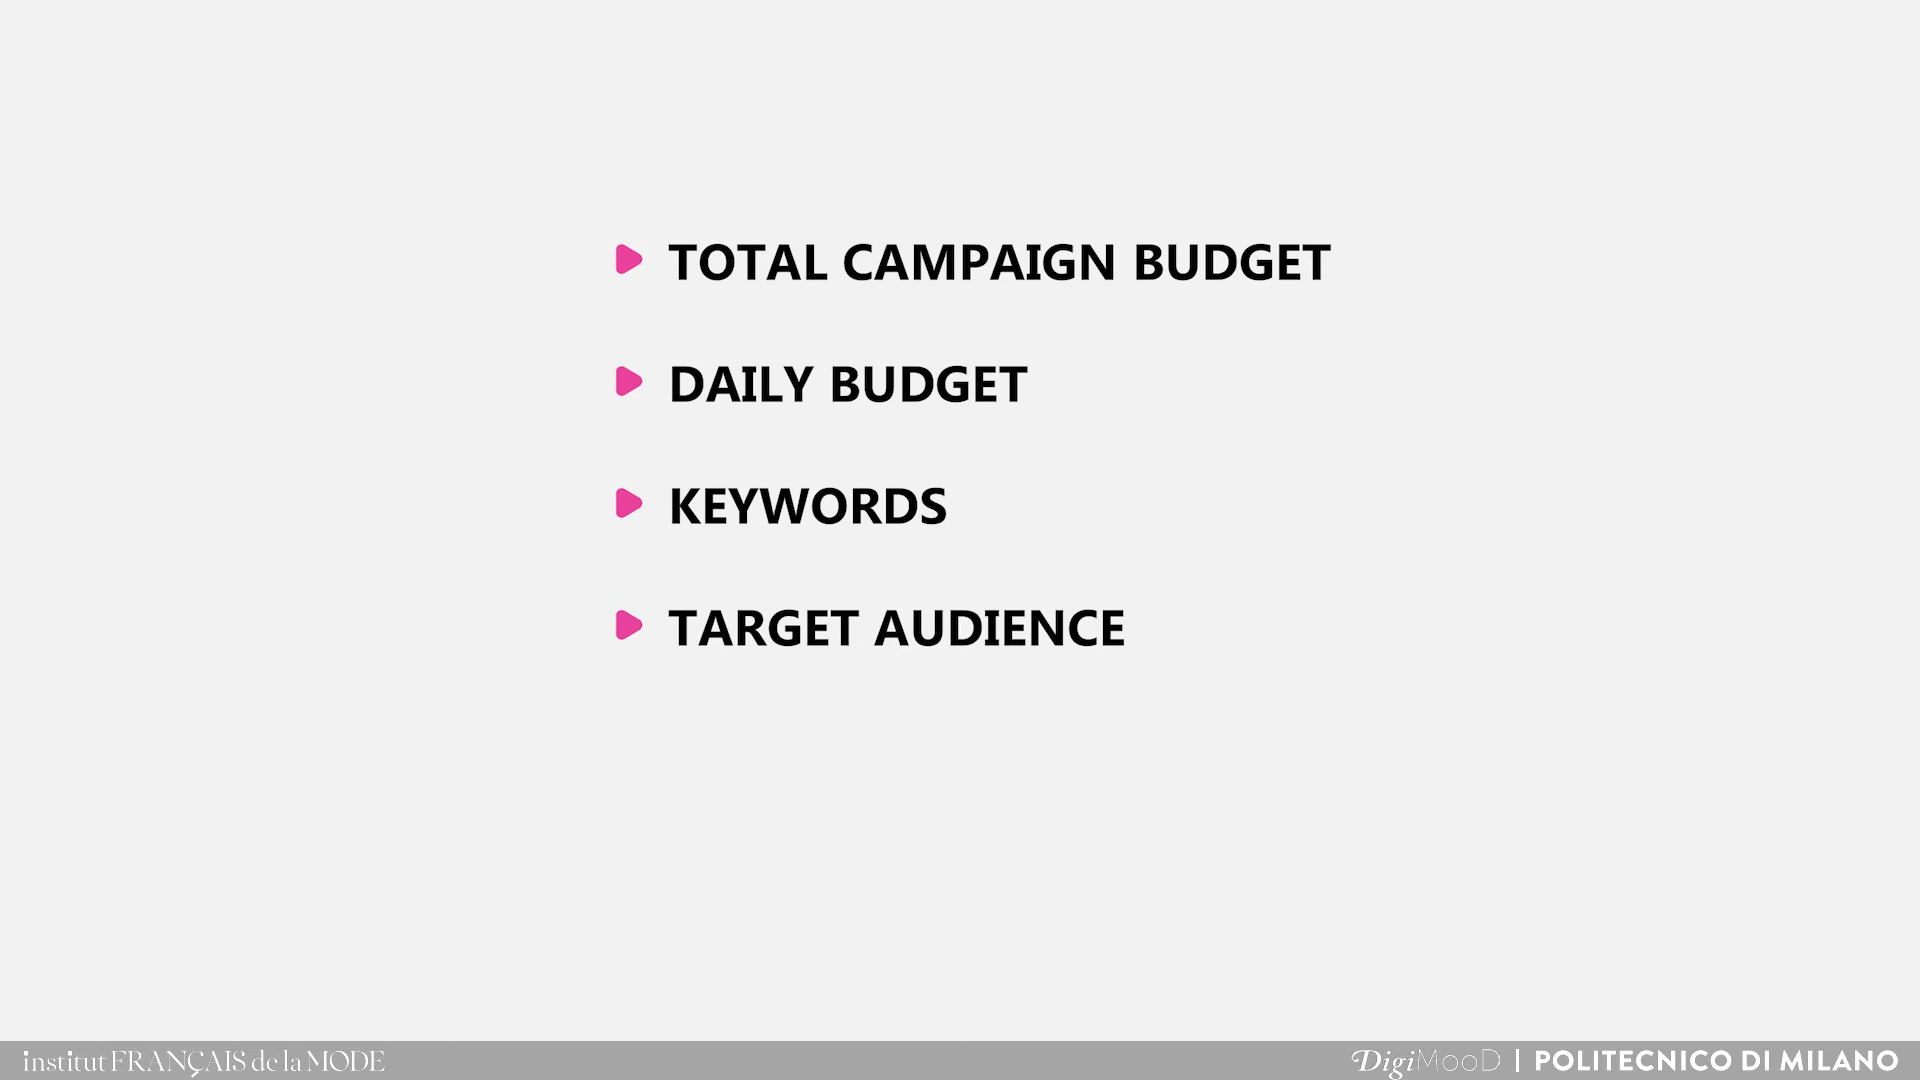 TOTAL CAMPAIGN BUDGET
DAILY BUDGET
KEYWORDS
TARGET AUDIENCE
institut FRANÇAIS de la MODE
DigiMooD | POLITECNICO DI MILANO